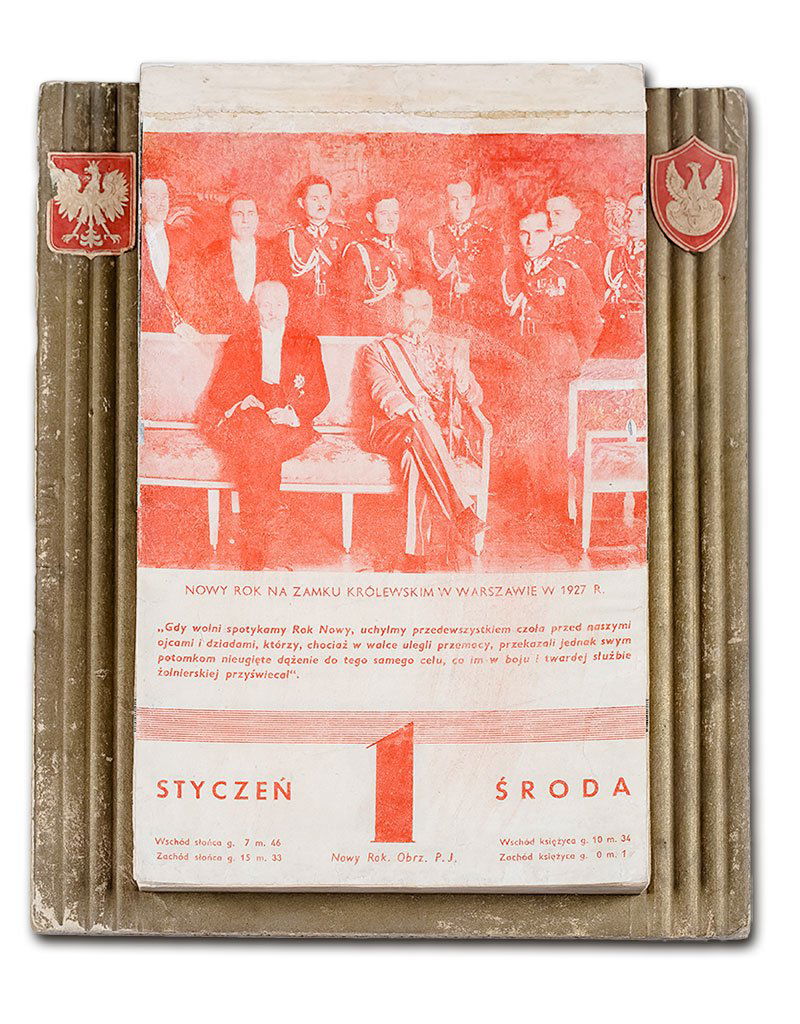 NOWY ROK NA ZAMKU KRÓLEWSKIM W WARSZAWIE W 1927 R.
„Gdy wolni spotykamy Rok Nowy, uchylmy przedewszystkiem czoła przed naszymi
ojcami i dziadami, którzy, chociaż w walce ulegli przemocy, przekazali jednak swym
potomkom nieugięte dążenie do tego samego celu, co im w boju i twardej służbie
żołnierskiej przyświecał“.
STYCZEŃ 1 ŚRODA
Wschód słońca g. 7 m. 46
Zachód słońca g. 15 m. 33
Nowy Rok. Obrz. P. J.
Wschód księżyca g. 10 m. 34
Zachód księżyca g. 0 m. 1